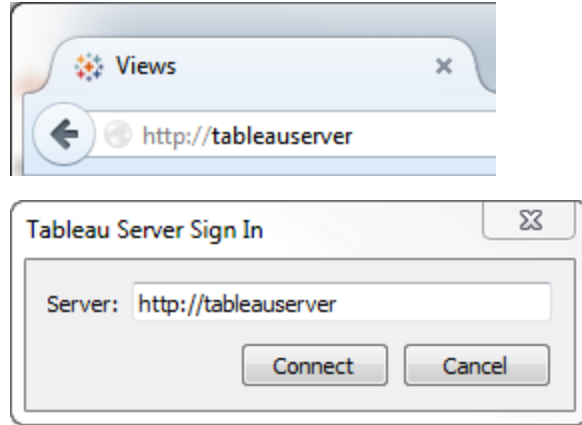 Views
http://tableauserver
Tableau Server Sign In
Server: http://tableauserver
Connect Cancel